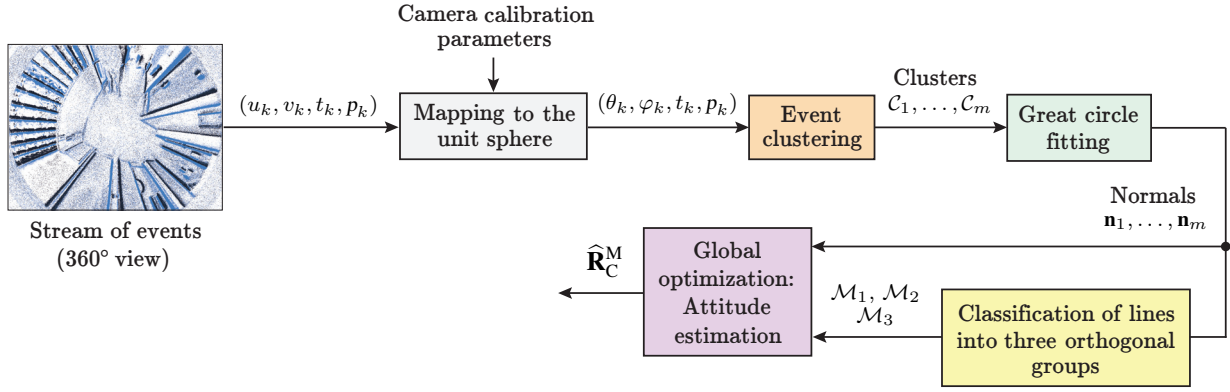 Camera calibration
parameters
(u_k, v_k, t_k, p_k)
Mapping to the
unit sphere
(θ_k, φ_k, t_k, p_k)
Event
clustering
Clusters
𝒞_1, . . . , 𝒞_m
Great circle
fitting
Stream of events
(360° view)
Normals
𝐧_1, . . . , 𝐧_m
R̂_C^M
Global
optimization:
Attitude
estimation
ℳ_1, ℳ_2
ℳ_3
Classification of lines
into three orthogonal
groups